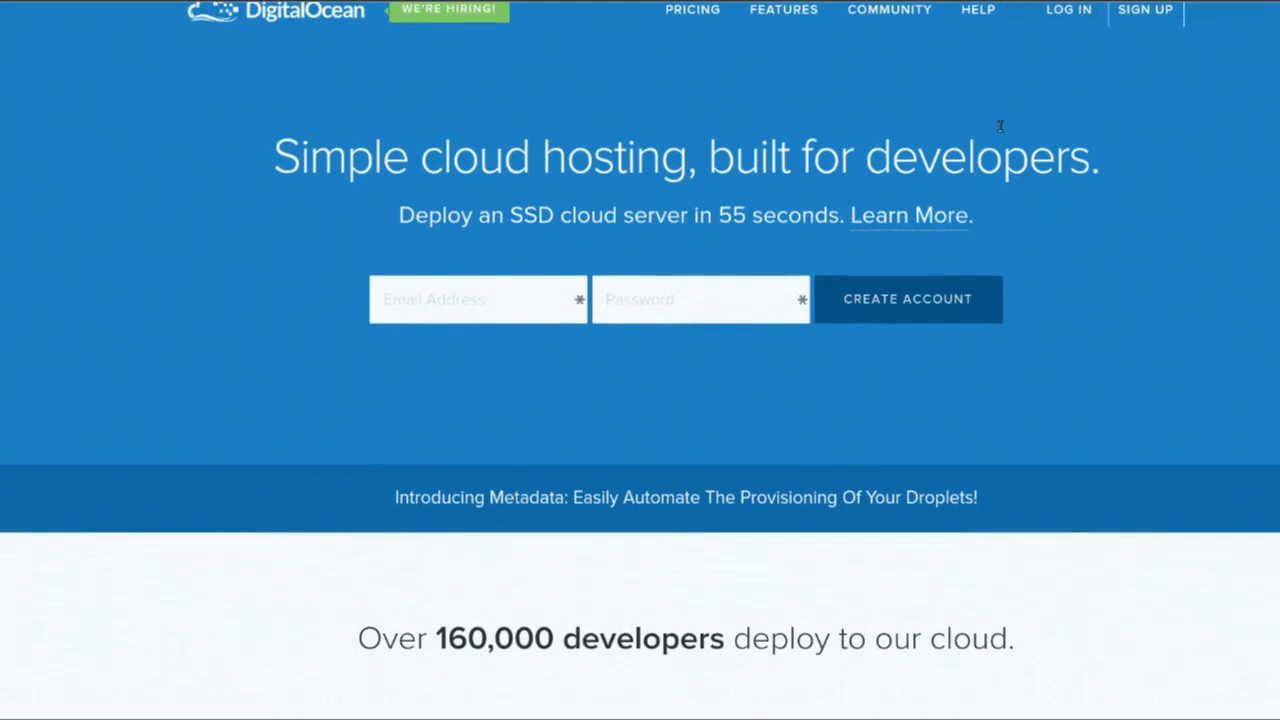 DigitalOcean WE'RE HIRING! PRICING FEATURES COMMUNITY HELP LOG IN SIGN UP
Simple cloud hosting, built for developers.
Deploy an SSD cloud server in 55 seconds. Learn More.
Email Address Password CREATE ACCOUNT
Introducing Metadata: Easily Automate The Provisioning Of Your Droplets!
Over 160,000 developers deploy to our cloud.